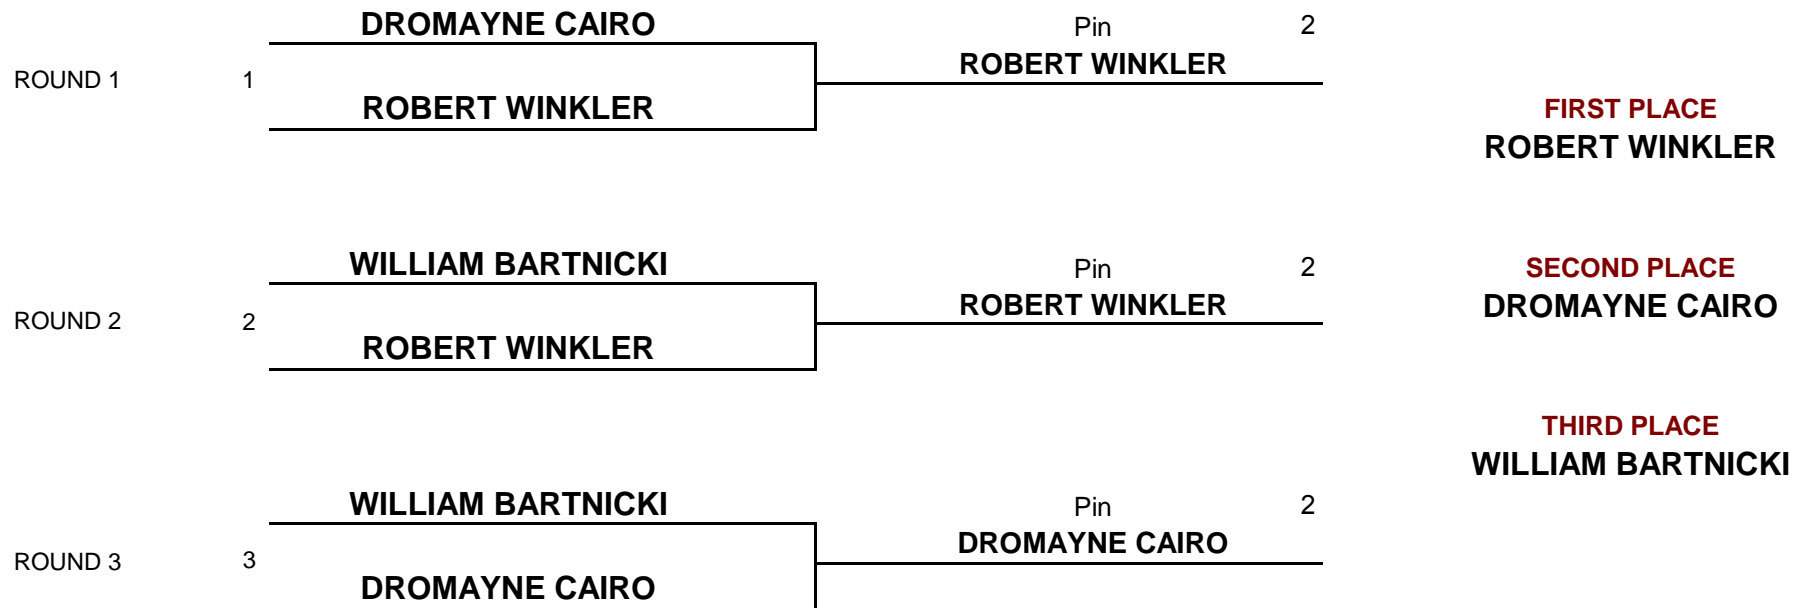 DROMAYNE CAIRO
Pin 2
ROUND 1 1
ROBERT WINKLER
ROBERT WINKLER
FIRST PLACE
ROBERT WINKLER
WILLIAM BARTNICKI
Pin 2
ROUND 2 2
ROBERT WINKLER
ROBERT WINKLER
SECOND PLACE
DROMAYNE CAIRO
THIRD PLACE
WILLIAM BARTNICKI
WILLIAM BARTNICKI
Pin 2
ROUND 3 3
DROMAYNE CAIRO
DROMAYNE CAIRO